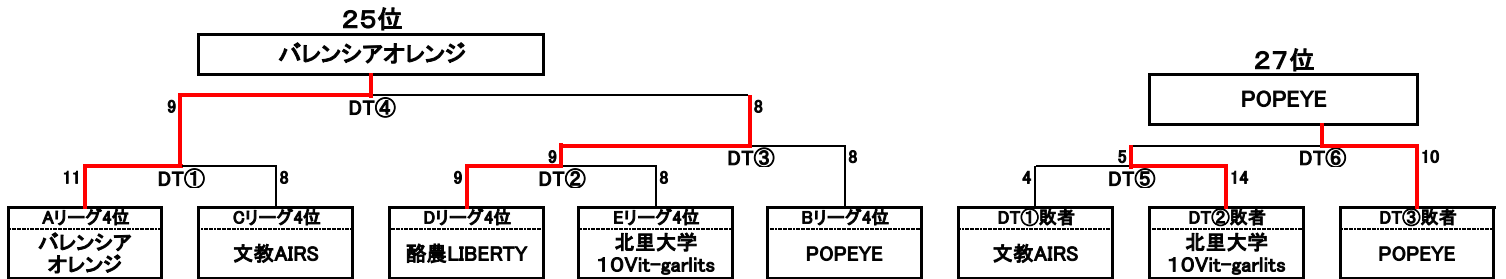 25位
バレンシアオレンジ
27位
POPEYE
9
DT④
8
9
DT③
8
5
DT⑥
10
11
DT①
8
9
DT②
8
4
DT⑤
14
Aリーグ4位
Cリーグ4位
Dリーグ4位
Eリーグ4位
Bリーグ4位
DT①敗者
DT②敗者
DT③敗者
バレンシア
オレンジ
文教AIRS
酪農LIBERTY
北里大学
10Vit-garlits
POPEYE
文教AIRS
北里大学
10Vit-garlits
POPEYE